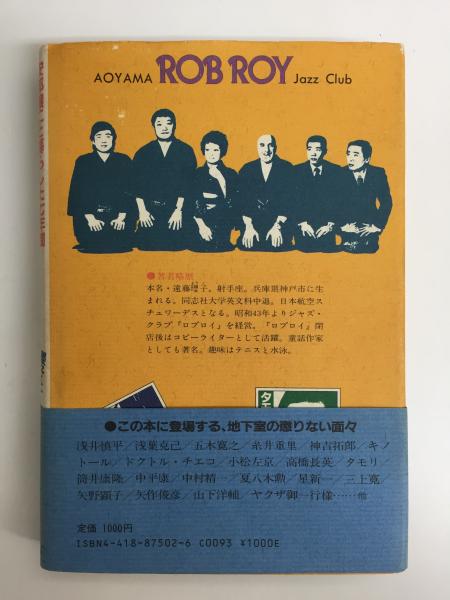 AOYAMA ROB ROY Jazz Club
●著者略歴
本名・遠藤瓔子。射手座。兵庫県神戸市に生
まれる。同志社大学英文科中退。日本航空ス
チュワーデスとなる。昭和43年よりジャズ・
クラブ『ロブロイ』を経営。『ロブロイ』閉
店後はコピーライターとして活躍。童話作家
としても著名。趣味はテニスと水泳。
タモ
●この本に登場する、地下室の懲りない面々
浅井慎平/浅葉克己/五木寛之/糸井重里/神吉拓郎/キノ
トール/ドクトル・チエコ/小松左京/高橋長英/タモリ/
筒井康隆/中平康/中村精一/夏八木勲/星新一/三上寛/
矢野顕子/矢作俊彦/山下洋輔/ヤクザ御一行様……他
定価 1000円
ISBN4-418-87502-6 C0093 ¥1000E